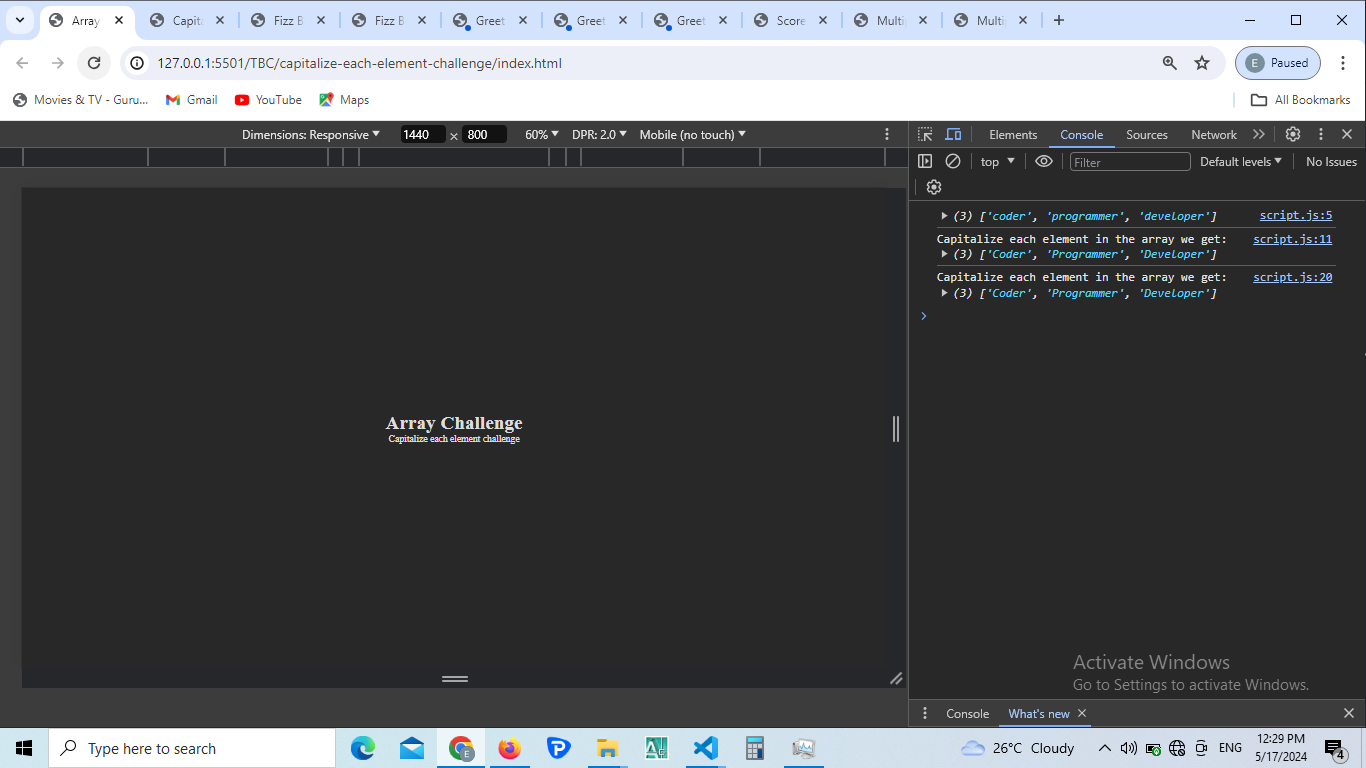 Array
Capit
Fizz B
Fizz B
Greet
Greet
Greet
Score
Multi
Multi
127.0.0.1:5501/TBC/capitalize-each-element-challenge/index.html
E Paused
Movies & TV - Guru...
Gmail
YouTube
Maps
All Bookmarks
Dimensions: Responsive
1440 × 800
60%
DPR: 2.0
Mobile (no touch)
Elements
Console
Sources
Network
top
Filter
Default levels
No Issues
(3) ['coder', 'programmer', 'developer'] script.js:5
Capitalize each element in the array we get: script.js:11
(3) ['Coder', 'Programmer', 'Developer']
Capitalize each element in the array we get: script.js:20
(3) ['Coder', 'Programmer', 'Developer']
Array Challenge
Capitalize each element challenge
Activate Windows
Go to Settings to activate Windows.
Console
What's new
Type here to search
26°C Cloudy
ENG
12:29 PM
5/17/2024
4